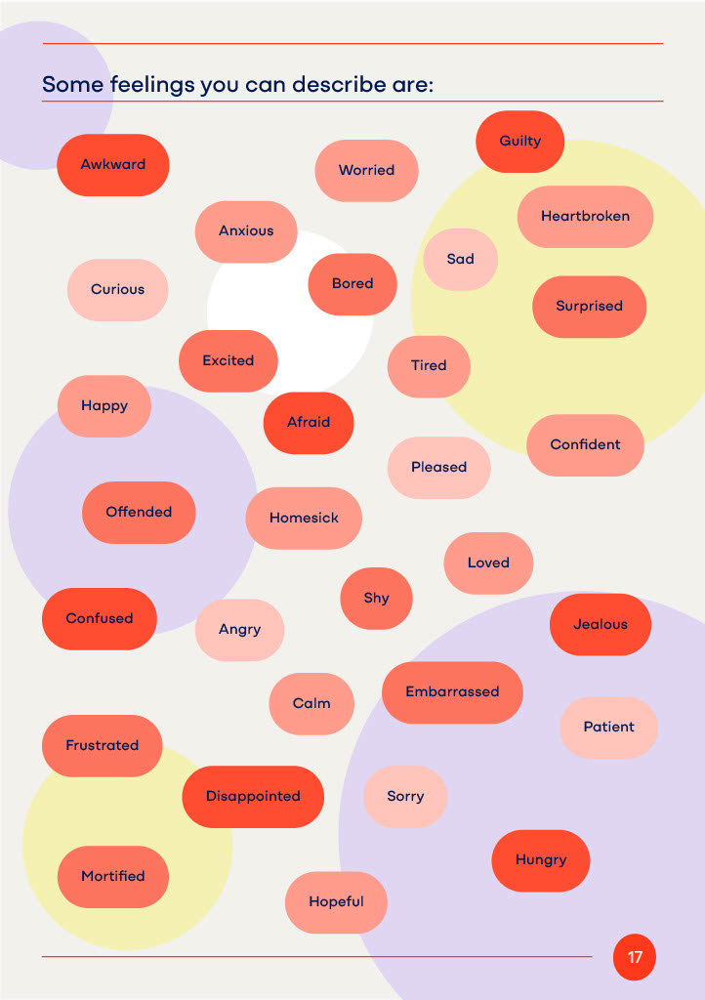 Some feelings you can describe are:
Guilty
Awkward
Worried
Heartbroken
Anxious
Sad
Bored
Curious
Surprised
Excited
Tired
Happy
Afraid
Confident
Pleased
Offended
Homesick
Loved
Shy
Confused
Jealous
Angry
Embarrassed
Calm
Patient
Frustrated
Disappointed
Sorry
Hungry
Mortified
Hopeful
17